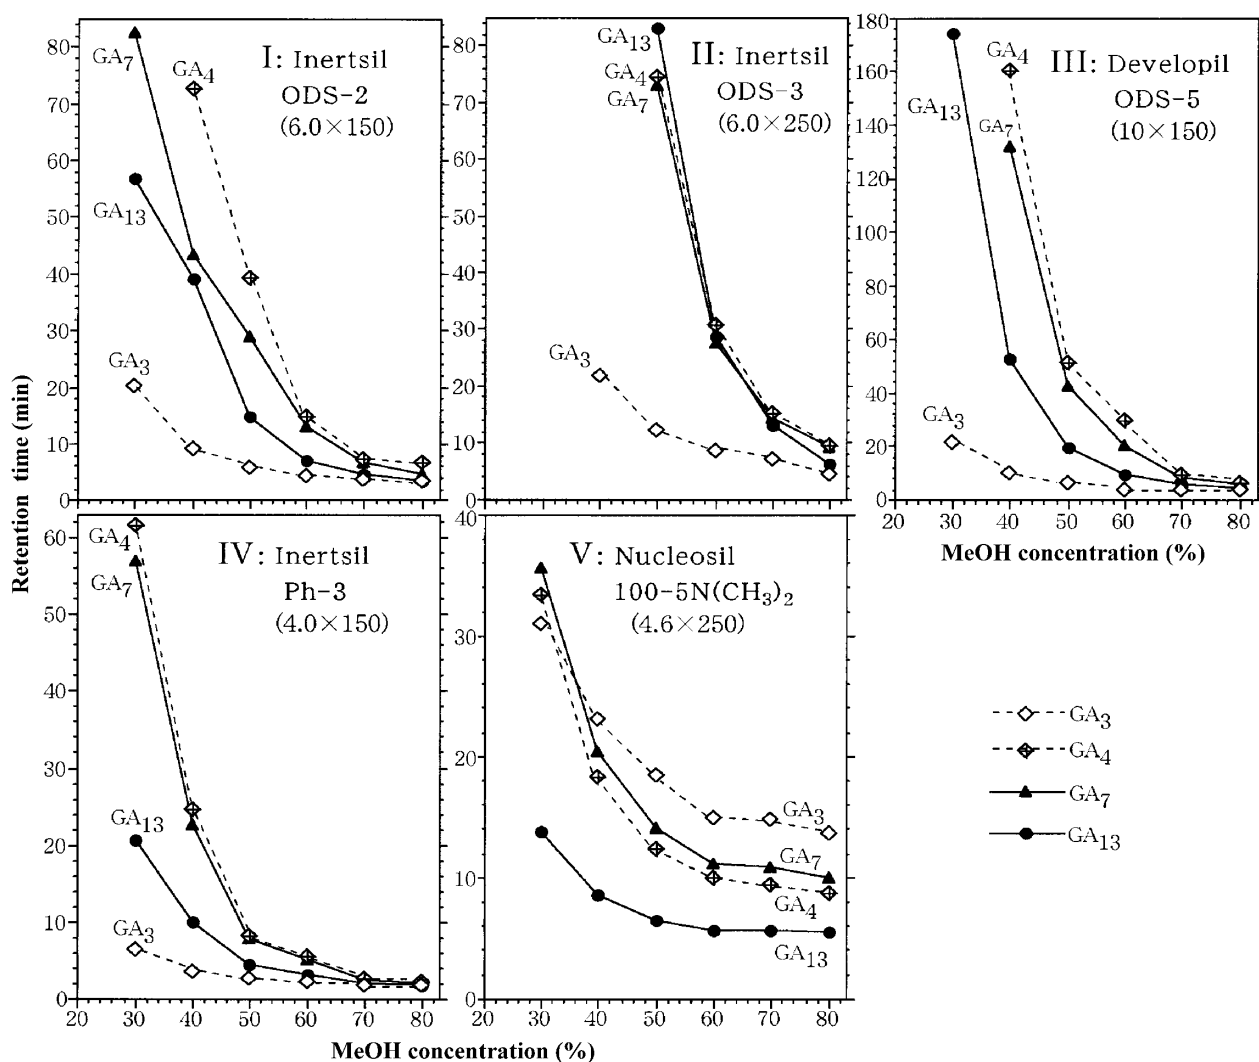 Retention time (min)
80
70
60
50
40
30
20
10
0
GA7
GA4
GA13
GA3
I: Inertsil
ODS-2
(6.0×150)
80
70
60
50
40
30
20
10
0
GA13
GA4
GA7
GA3
II: Inertsil
ODS-3
(6.0×250)
180
160
140
120
180
80
60
40
20
0
GA4
GA13
GA7
GA3
III: Developil
ODS-5
(10×150)
20 30 40 50 60 70 80
MeOH concentration (%)
60
50
40
30
20
10
0
GA4
GA7
GA13
GA3
IV: Inertsil
Ph-3
(4.0×150)
20 30 40 50 60 70 80
40
30
20
10
0
V: Nucleosil
100-5N(CH3)2
(4.6×250)
GA3
GA7
GA4
GA13
20 30 40 50 60 70 80
MeOH concentration (%)
GA3
GA4
GA7
GA13